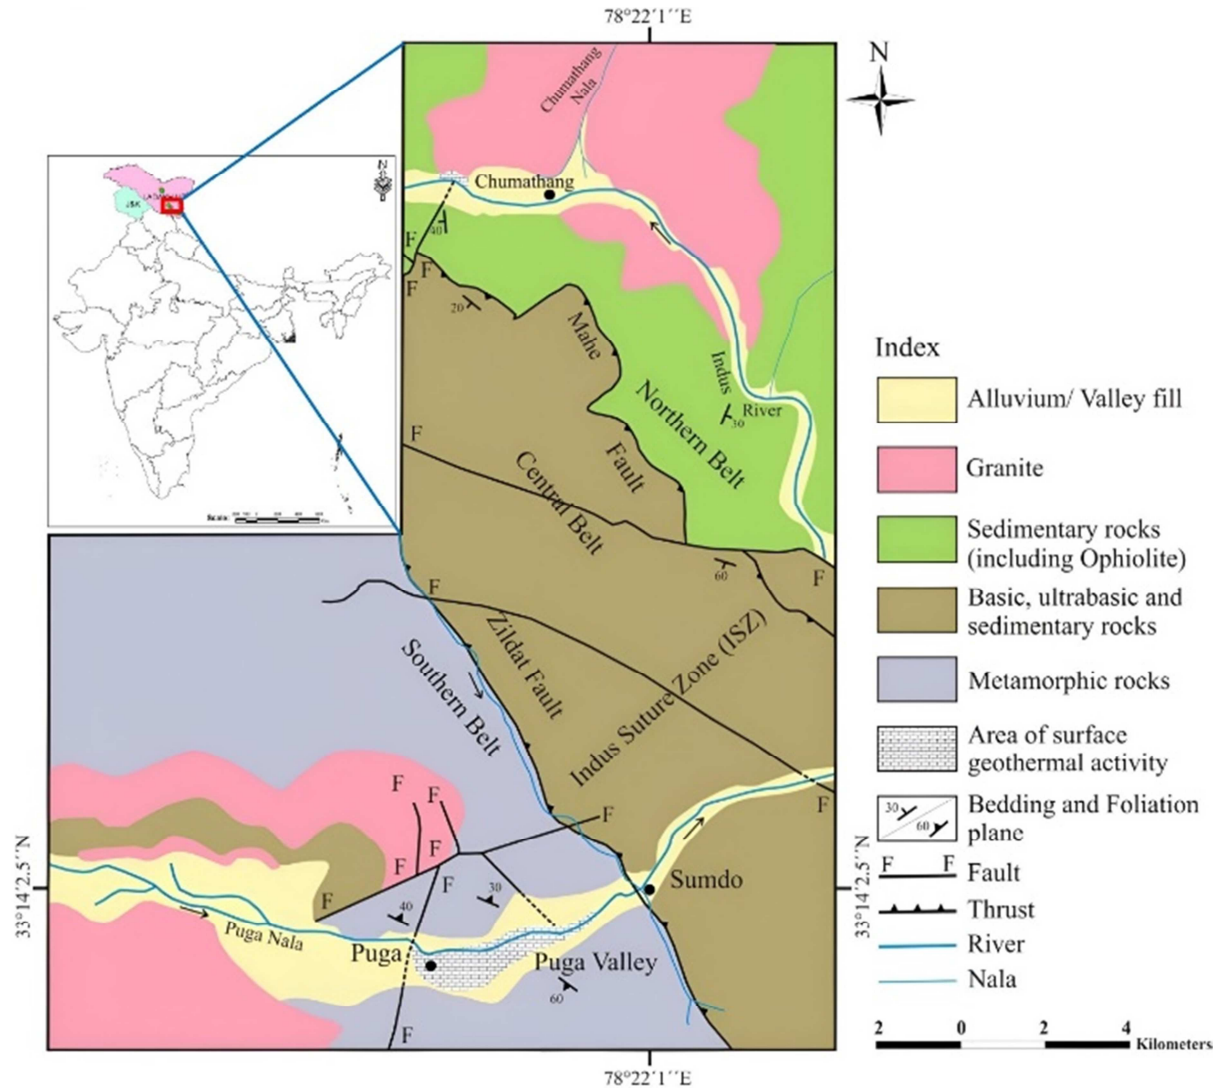 78°22´1´´E
N
Chumathang
Nala
Chumathang
N
J&K
40
F
F
F
20
Mahe
Fault
Indus
River
30
Northern Belt
F
Central Belt
60
F
Scale:
F
Zildat Fault
Southern Belt
Indus Suture Zone (ISZ)
F
F
F
F
F
F
F
F
Sumdo
30
40
Puga Nala
Puga
Puga Valley
60
F
33°14´2.5´´N
33°14´2.5´´N
78°22´1´´E
Index
Alluvium/ Valley fill
Granite
Sedimentary rocks
(including Ophiolite)
Basic, ultrabasic and
sedimentary rocks
Metamorphic rocks
Area of surface
geothermal activity
30
60
Bedding and Foliation
plane
F F
Fault
Thrust
River
Nala
2 0 2 4
Kilometers